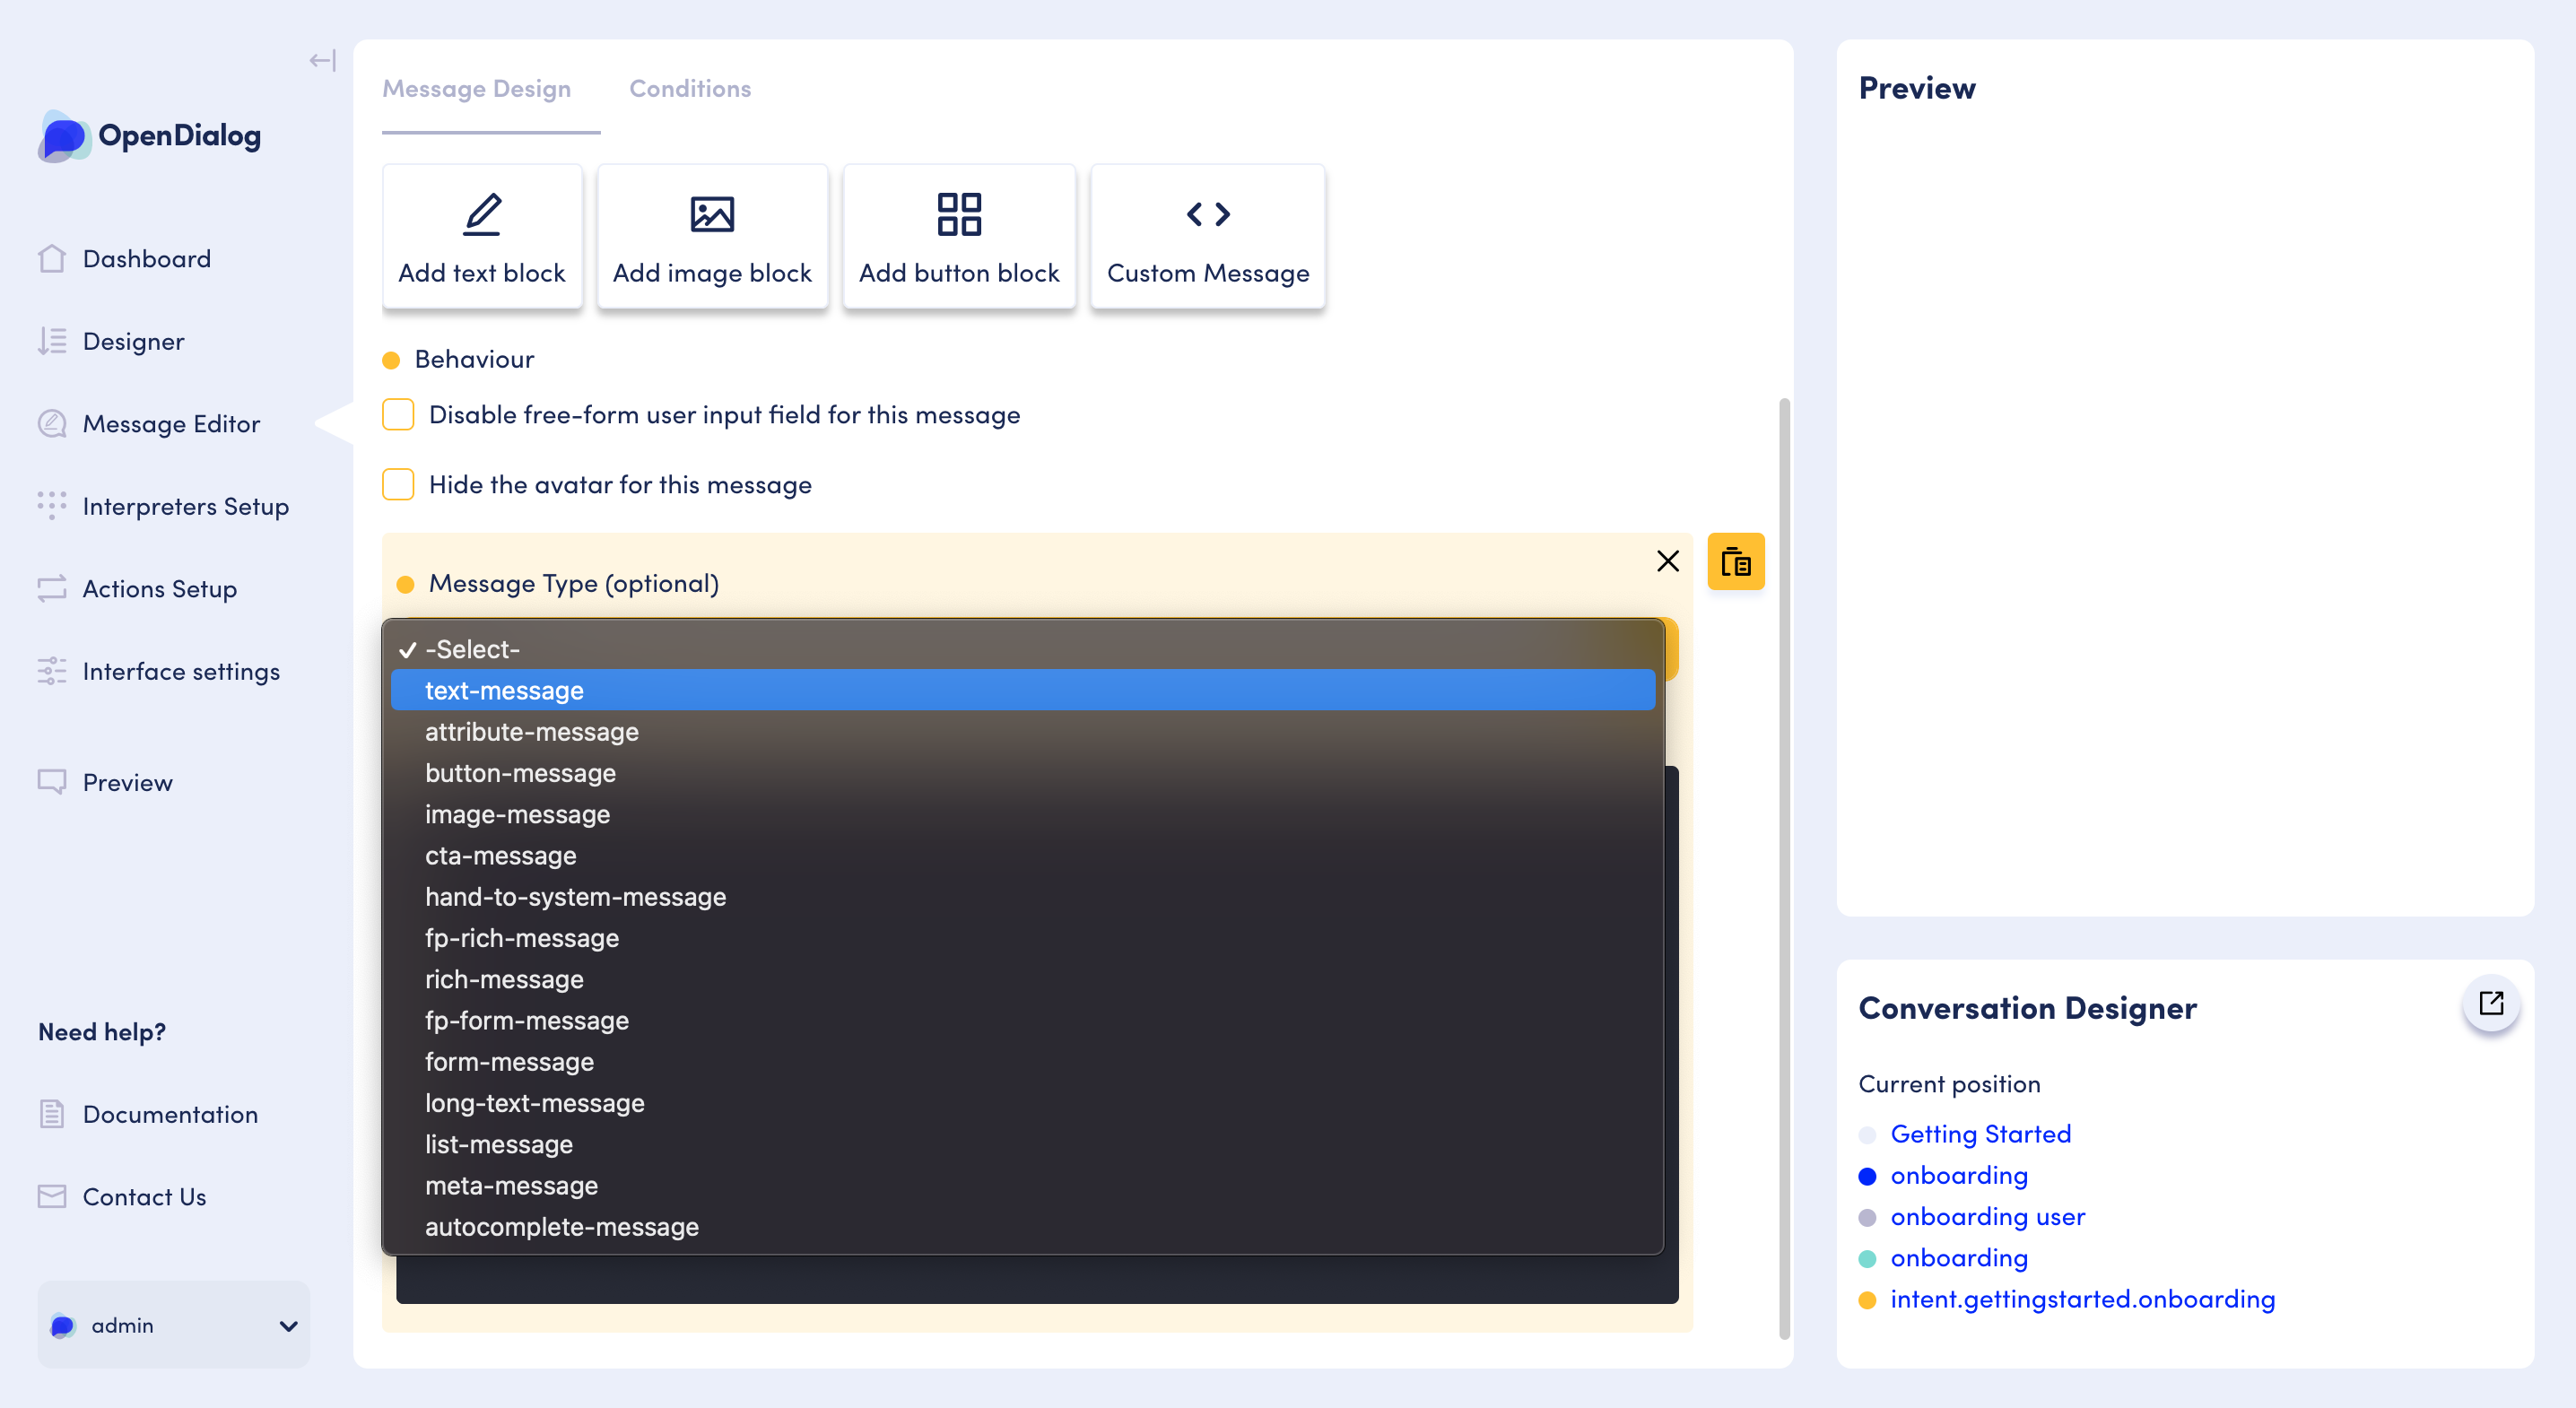 OpenDialog
Dashboard
Designer
Message Editor
Interpreters Setup
Actions Setup
Interface settings
Preview
Need help?
Documentation
Contact Us
admin
Message Design
Conditions
Add text block
Add image block
Add button block
Custom Message
Behaviour
Disable free-form user input field for this message
Hide the avatar for this message
Message Type (optional)
-Select-
text-message
attribute-message
button-message
image-message
cta-message
hand-to-system-message
fp-rich-message
rich-message
fp-form-message
form-message
long-text-message
list-message
meta-message
autocomplete-message
Preview
Conversation Designer
Current position
Getting Started
onboarding
onboarding user
onboarding
intent.gettingstarted.onboarding